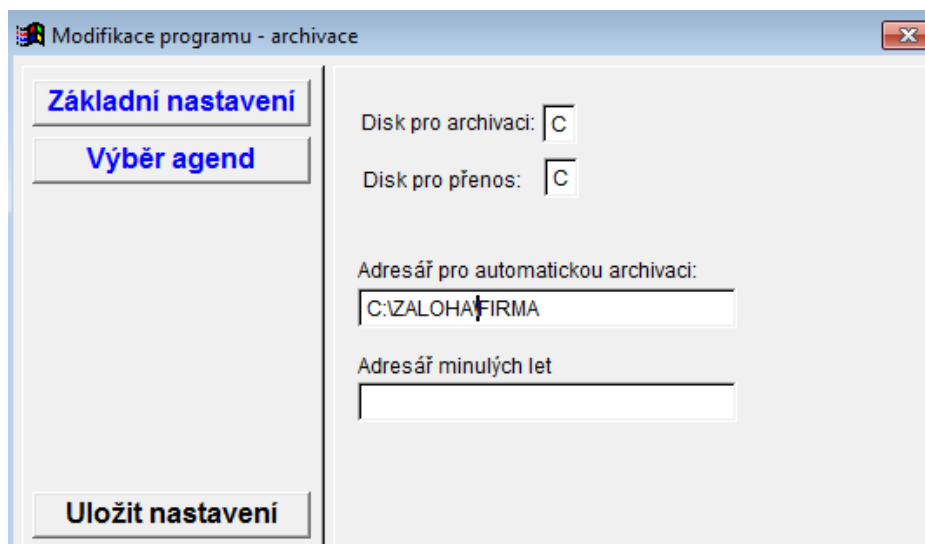 Modifikace programu - archivace
Základní nastavení
Výběr agend
Disk pro archivaci: C
Disk pro přenos: C
Adresář pro automatickou archivaci:
C:\ZALOHA\FIRMA
Adresář minulých let
Uložit nastavení